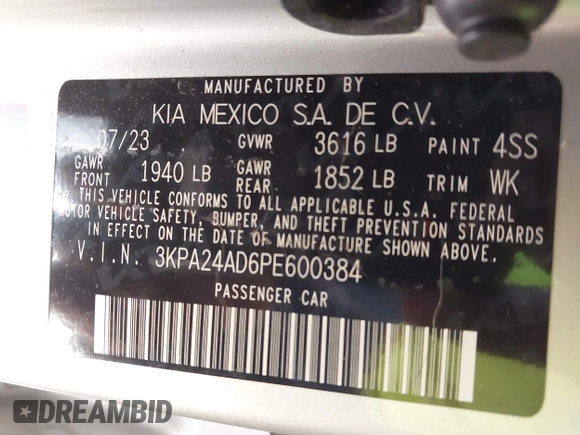 MANUFACTURED BY
KIA MEXICO S.A. DE C.V.
07/23 GVWR 3616 LB PAINT 4SS
GAWR FRONT 1940 LB GAWR REAR 1852 LB TRIM WK
THIS VEHICLE CONFORMS TO ALL APPLICABLE U.S.A. FEDERAL
MOTOR VEHICLE SAFETY, BUMPER, AND THEFT PREVENTION STANDARDS
IN EFFECT ON THE DATE OF MANUFACTURE SHOWN ABOVE.
V.I.N. 3KPA24AD6PE600384
PASSENGER CAR
DREAMBID